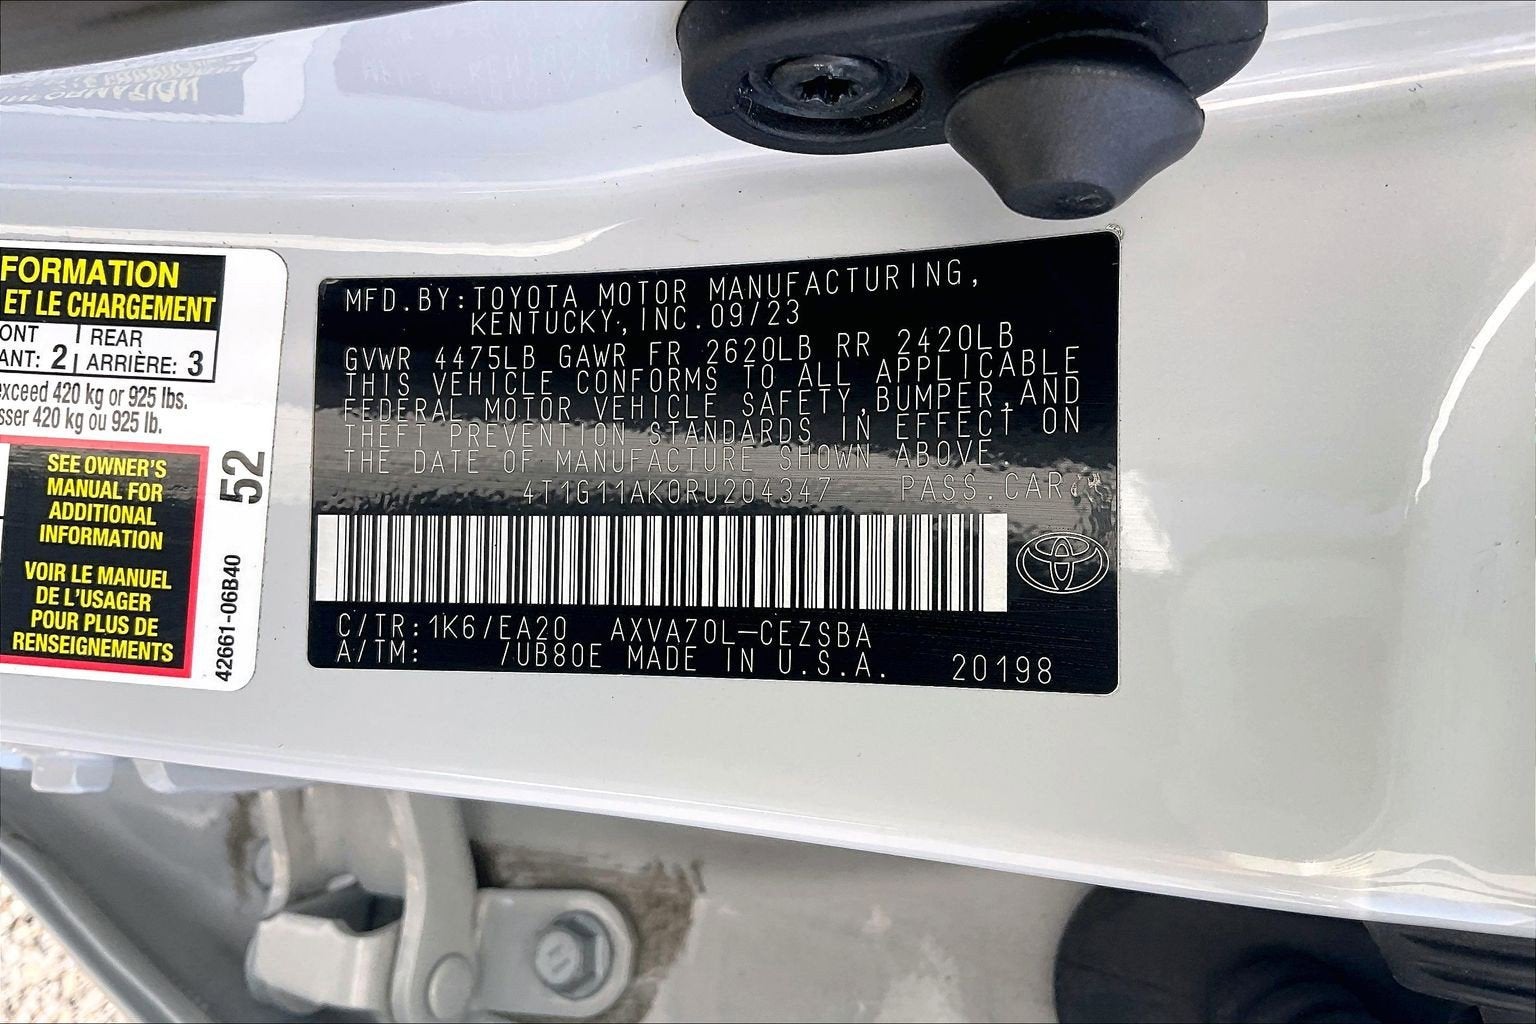 FORMATION
ET LE CHARGEMENT
ONT REAR
ANT: 2 ARRIÈRE: 3
xceed 420 kg or 925 lbs.
sser 420 kg ou 925 lb.
SEE OWNER'S
MANUAL FOR
ADDITIONAL
INFORMATION
VOIR LE MANUEL
DE L'USAGER
POUR PLUS DE
RENSEIGNEMENTS
52
42661-06B40
MFD.BY:TOYOTA MOTOR MANUFACTURING,
KENTUCKY,INC.09/23
GVWR 4475LB GAWR FR 2620LB RR 2420LB
THIS VEHICLE CONFORMS TO ALL APPLICABLE
FEDERAL MOTOR VEHICLE SAFETY,BUMPER,AND
THEFT PREVENTION STANDARDS IN EFFECT ON
THE DATE OF MANUFACTURE SHOWN ABOVE.
4T1G11AK0RU204347 PASS.CAR
C/TR:1K6/EA20 AXVA70L-CEZSBA
A/TM: /UB80E MADE IN U.S.A. 20198